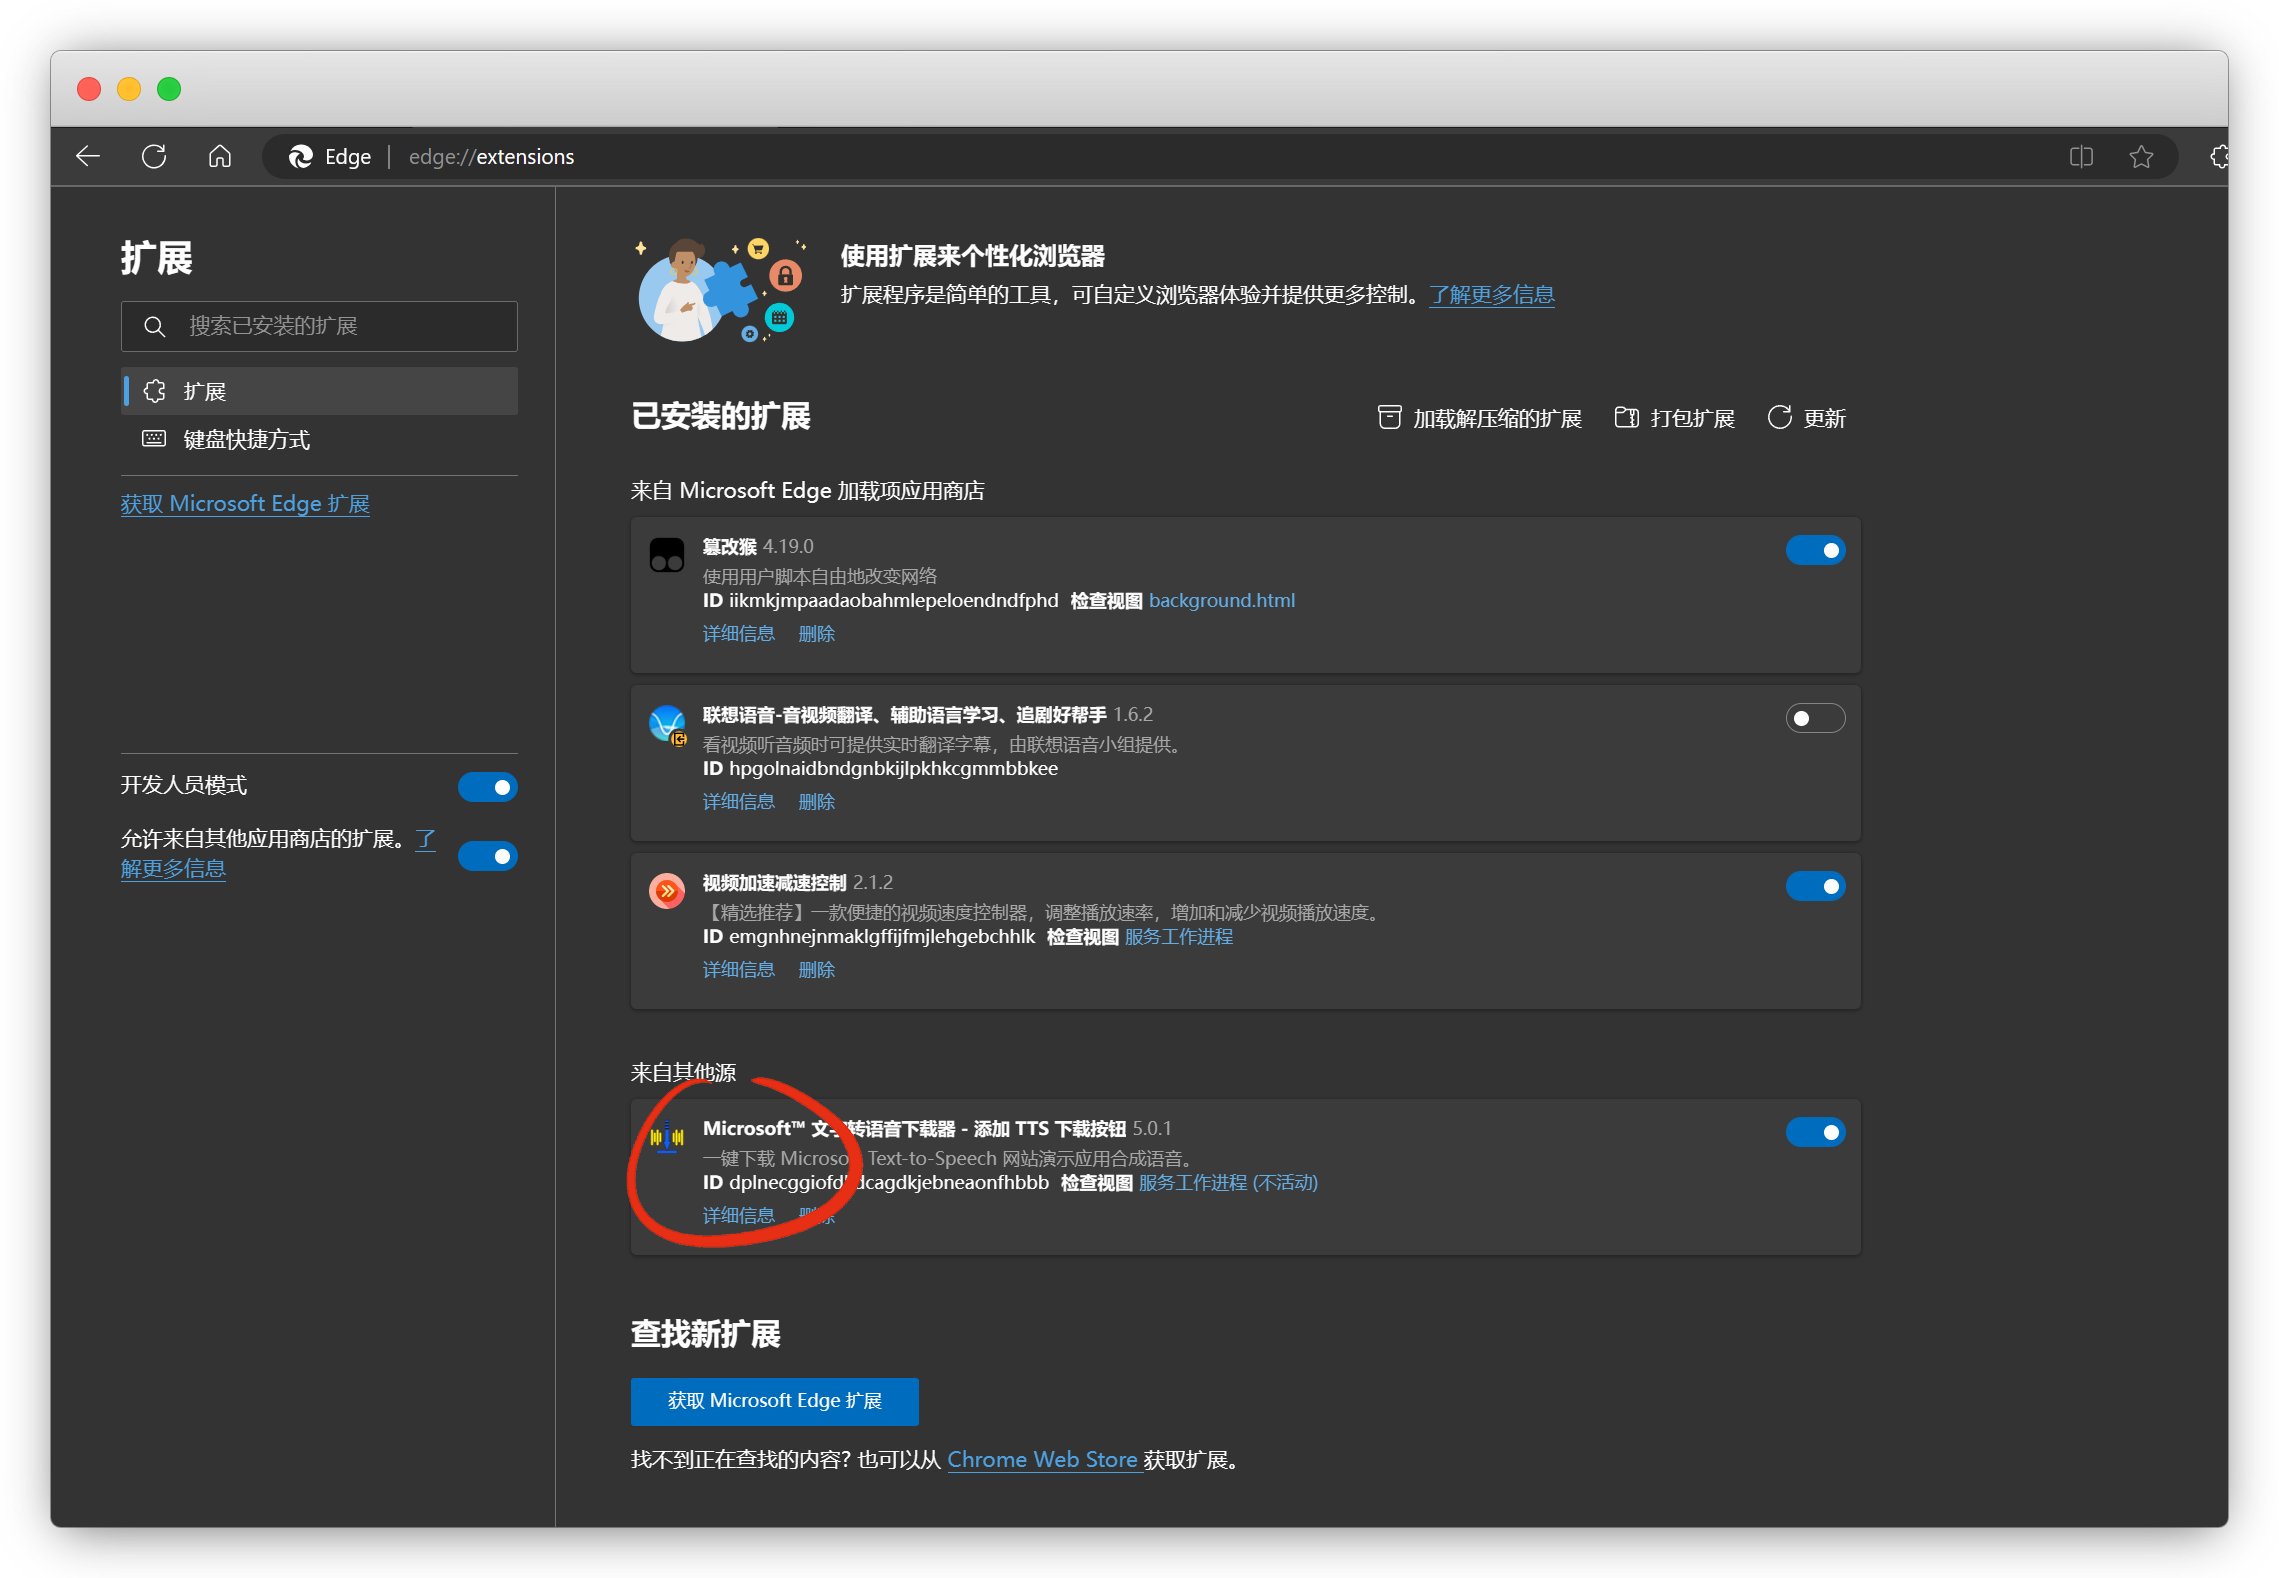 Edge | edge://extensions
扩展
搜索已安装的扩展
扩展
键盘快捷方式
获取 Microsoft Edge 扩展
开发人员模式
允许来自其他应用商店的扩展。了
解更多信息
使用扩展来个性化浏览器
扩展程序是简单的工具，可自定义浏览器体验并提供更多控制。了解更多信息
已安装的扩展
加载解压缩的扩展
打包扩展
更新
来自 Microsoft Edge 加载项应用商店
篡改猴 4.19.0
使用用户脚本自由地改变网络
ID iikmkjmpaadaobahmlepeloendndfphd 检查视图 background.html
详细信息 删除
联想语音-音视频翻译、辅助语言学习、追剧好帮手 1.6.2
看视频听音频时可提供实时翻译字幕，由联想语音小组提供。
ID hpgolnaidbndgnbkijlpkhkcgmmbbkee
详细信息 删除
视频加速减速控制 2.1.2
【精选推荐】一款便捷的视频速度控制器，调整播放速率，增加和减少视频播放速度。
ID emgnhnejnmaklgffijfmjlehgebchhlk 检查视图 服务工作进程
详细信息 删除
来自其他源
Microsoft™ 文字转语音下载器 - 添加 TTS 下载按钮 5.0.1
一键下载 Microsoft Text-to-Speech 网站演示应用合成语音。
ID 检查视图 服务工作进程 (不活动)
详细信息 删除
查找新扩展
获取 Microsoft Edge 扩展
找不到正在查找的内容? 也可以从 Chrome Web Store 获取扩展。